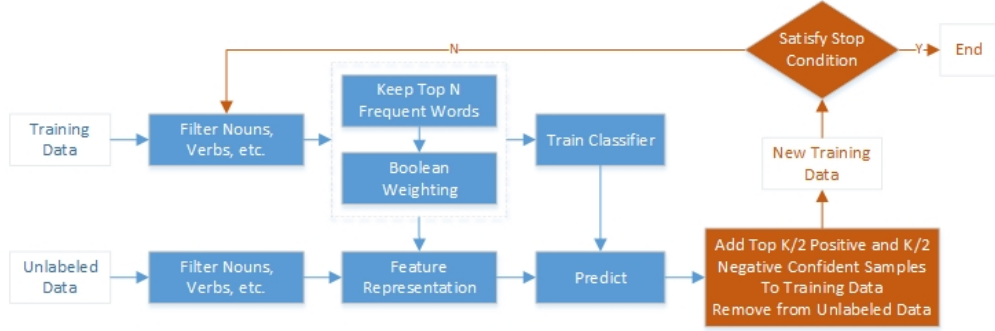 Satisfy Stop
Condition
N
Y
End
Keep Top N
Frequent Words
Training
Data
Filter Nouns,
Verbs, etc.
Train Classifier
Boolean
Weighting
New Training
Data
Unlabeled
Data
Filter Nouns,
Verbs, etc.
Feature
Representation
Predict
Add Top K/2 Positive and K/2
Negative Confident Samples
To Training Data
Remove from Unlabeled Data